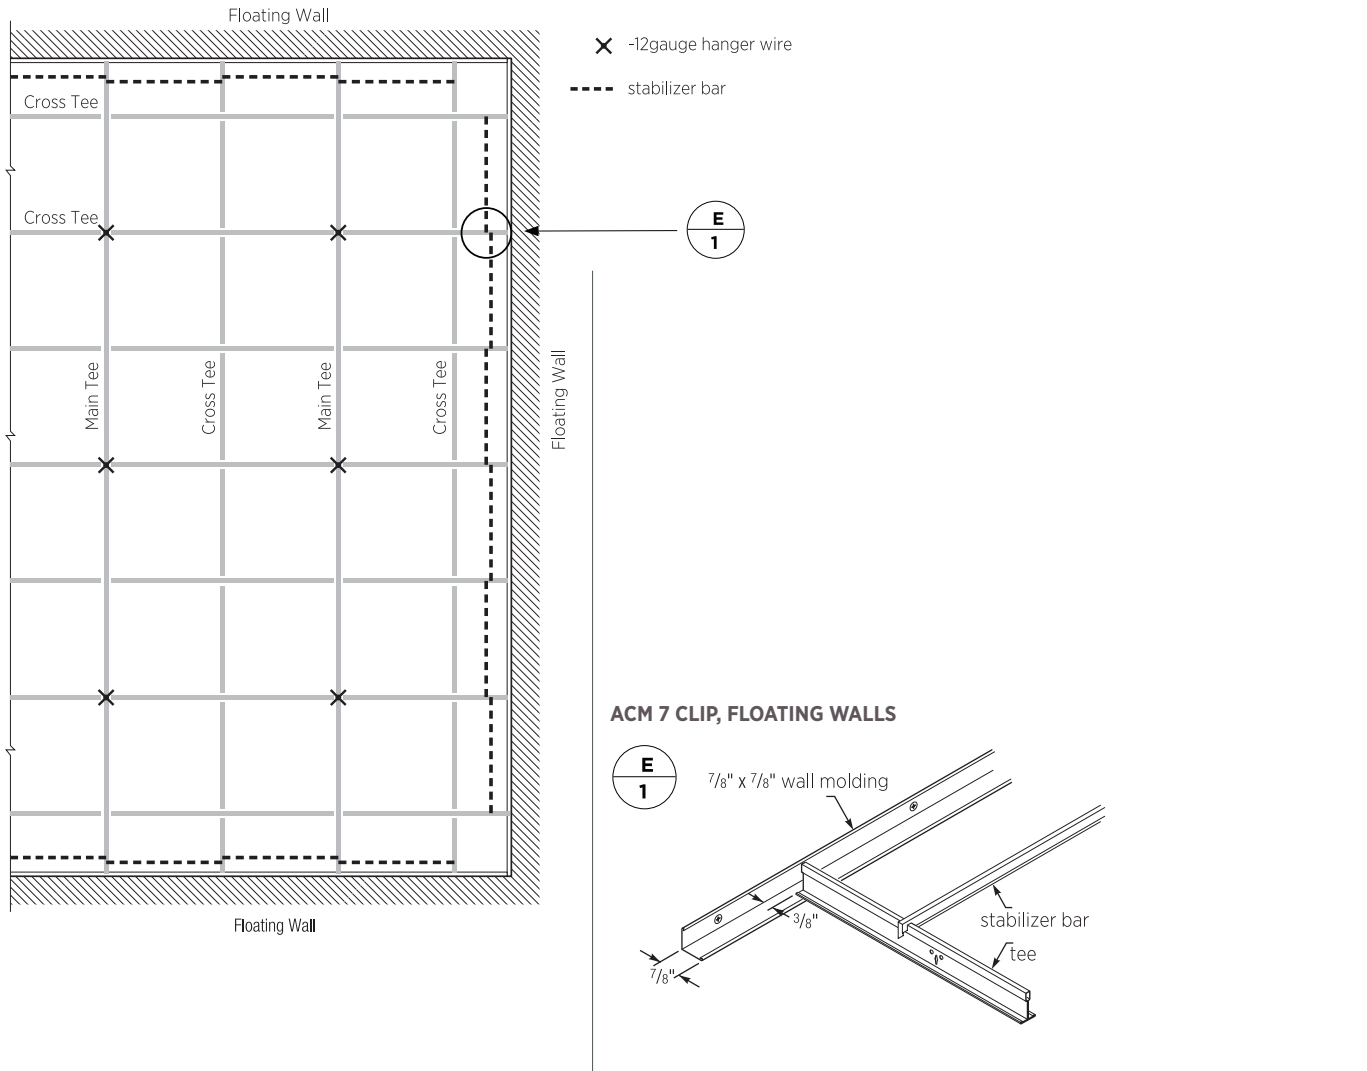 Floating Wall
-12gauge hanger wire
stabilizer bar
Cross Tee
Cross Tee
E
1
Main Tee
Cross Tee
Main Tee
Cross Tee
Floating Wall
ACM 7 CLIP, FLOATING WALLS
E
1
7/8" x 7/8" wall molding
3/8"
stabilizer bar
tee
7/8"
Floating Wall